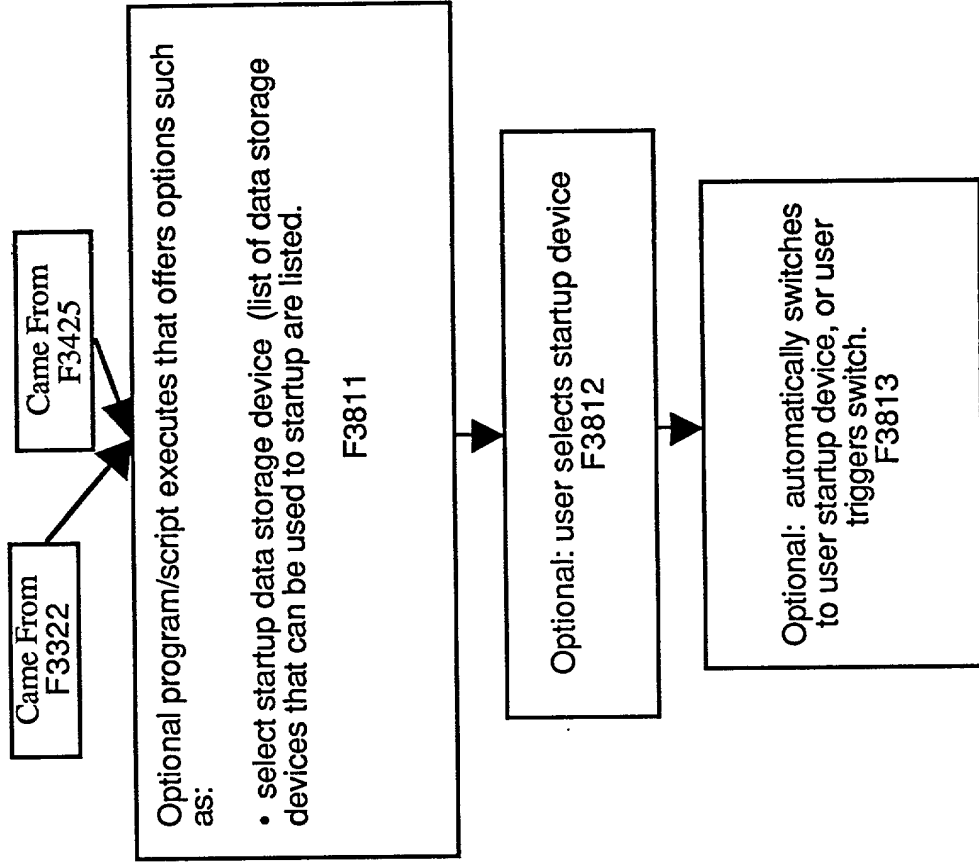 Came From
F3322
Came From
F3425
Optional program/script executes that offers options such
as:
• select startup data storage device (list of data storage
devices that can be used to startup are listed.
F3811
Optional: user selects startup device
F3812
Optional: automatically switches
to user startup device, or user
triggers switch.
F3813